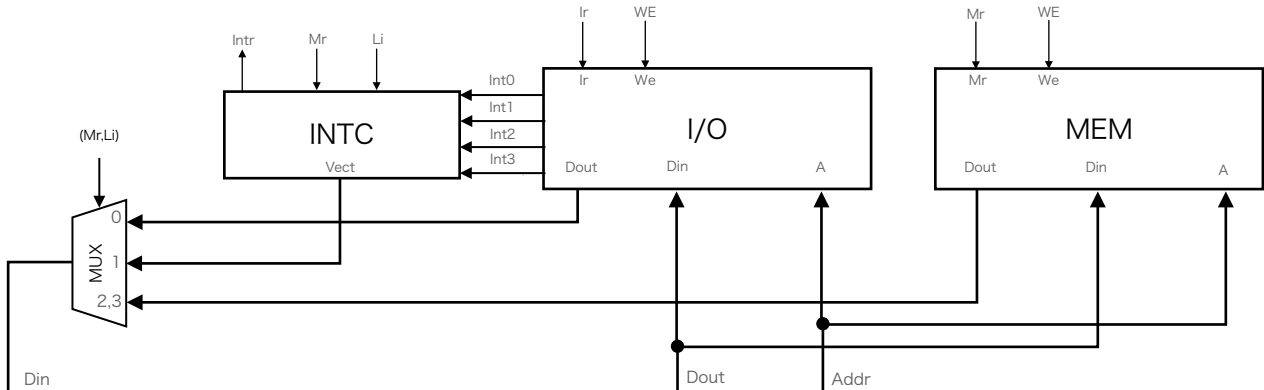 Ir
WE
Mr
WE
Intr
Mr
Li
Ir
We
Mr
We
Int0
Int1
Int2
Int3
INTC
I/O
MEM
(Mr,Li)
Vect
Dout
Din
A
Dout
Din
A
0
MUX
1
2,3
Din
Dout
Addr